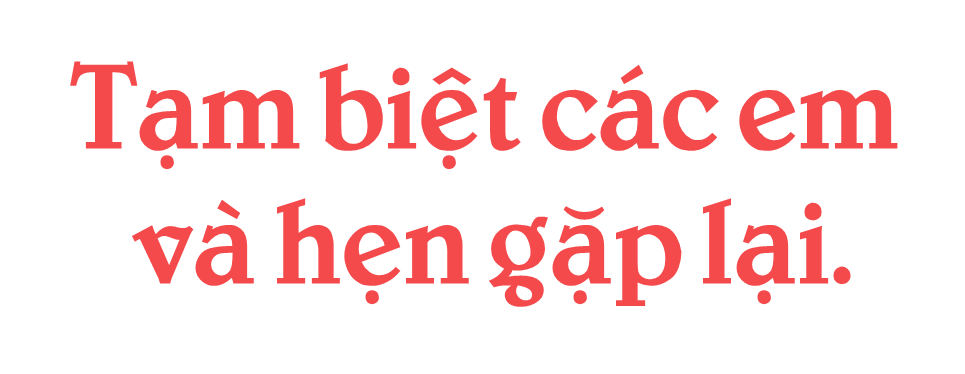 Tạm biệt các em
và hẹn gặp lại.